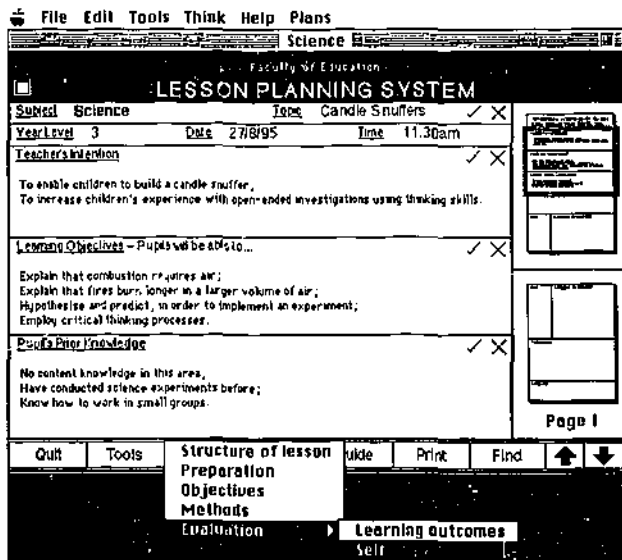 File Edit Tools Think Help Plans
Science
Faculty of Education
LESSON PLANNING SYSTEM
Subject Science Topic Candle Snuffers
Year Level 3 Date 27/8/95 Time 11.30am
Teacher's Intention
To enable children to build a candle snuffer,
To increase children's experience with open-ended investigations using thinking skills.
Learning Objectives - Pupils will be able to...
Explain that combustion requires air;
Explain that fires burn longer in a larger volume of air;
Hypothesise and predict, in order to implement an experiment;
Employ critical thinking processes.
Pupil's Prior Knowledge
No content knowledge in this area,
Have conducted science experiments before;
Know how to work in small groups.
Page 1
Quit Tools uide Print Find
Structure of lesson
Preparation
Objectives
Methods
Evaluation Learning outcomes
Self